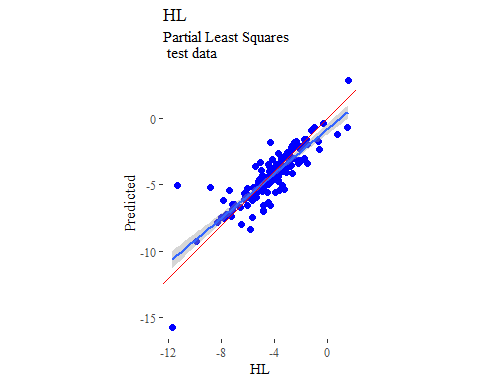 HL
Partial Least Squares
test data
0
-5
-10
-15
Predicted
-12
-8
-4
0
HL